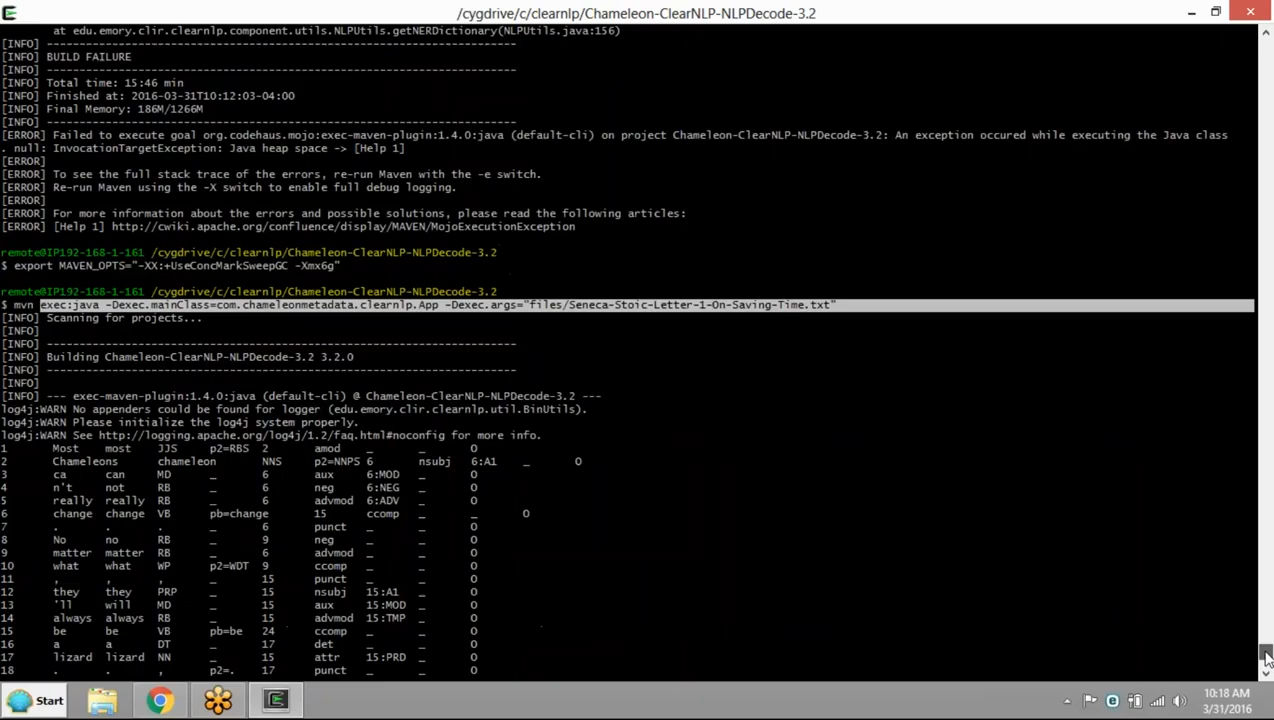 /cygdrive/c/clearnlp/Chameleon-ClearNLP-NLPDecode-3.2
at edu.emory.clir.clearnlp.component.utils.NLPUtils.getNERDictionary(NLPUtils.java:156)
[INFO] ------------------------------------------------------------------------
[INFO] BUILD FAILURE
[INFO] ------------------------------------------------------------------------
[INFO] Total time: 15:46 min
[INFO] Finished at: 2016-03-31T10:12:03-04:00
[INFO] Final Memory: 186M/1266M
[INFO] ------------------------------------------------------------------------
[ERROR] Failed to execute goal org.codehaus.mojo:exec-maven-plugin:1.4.0:java (default-cli) on project Chameleon-ClearNLP-NLPDecode-3.2: An exception occured while executing the Java class
. null: InvocationTargetException: Java heap space -> [Help 1]
[ERROR]
[ERROR] To see the full stack trace of the errors, re-run Maven with the -e switch.
[ERROR] Re-run Maven using the -X switch to enable full debug logging.
[ERROR]
[ERROR] For more information about the errors and possible solutions, please read the following articles:
[ERROR] [Help 1] http://cwiki.apache.org/confluence/display/MAVEN/MojoExecutionException
remote@IP192-168-1-161 /cygdrive/c/clearnlp/Chameleon-ClearNLP-NLPDecode-3.2
$ export MAVEN_OPTS="-XX:+UseConcMarkSweepGC -Xmx6g"
remote@IP192-168-1-161 /cygdrive/c/clearnlp/Chameleon-ClearNLP-NLPDecode-3.2
$ mvn exec:java -Dexec.mainClass=com.chameleonmetadata.clearnlp.App -Dexec.args="files/Seneca-Stoic-Letter-1-On-Saving-Time.txt"
[INFO] Scanning for projects...
[INFO]
[INFO] ------------------------------------------------------------------------
[INFO] Building Chameleon-ClearNLP-NLPDecode-3.2 3.2.0
[INFO] ------------------------------------------------------------------------
[INFO]
[INFO] --- exec-maven-plugin:1.4.0:java (default-cli) @ Chameleon-ClearNLP-NLPDecode-3.2 ---
log4j:WARN No appenders could be found for logger (edu.emory.clir.clearnlp.util.BinUtils).
log4j:WARN Please initialize the log4j system properly.
log4j:WARN See http://logging.apache.org/log4j/1.2/faq.html#noconfig for more info.
1 Most most JJS p2=RBS 2 amod _ _ O
2 Chameleons chameleon NNS p2=NNPS 6 nsubj 6:A1 _ O
3 ca can MD _ 6 aux 6:MOD _ O
4 n't not RB _ 6 neg 6:NEG _ O
5 really really RB _ 6 advmod 6:ADV _ O
6 change change VB pb=change 15 ccomp _ _ O
7 . . . _ 6 punct _ _ O
8 No no RB _ 9 neg _ _ O
9 matter matter RB _ 6 advmod _ _ O
10 what what WP p2=WDT 9 ccomp _ _ O
11 , , , _ 15 punct _ _ O
12 they they PRP _ 15 nsubj 15:A1 _ O
13 'll will MD _ 15 aux 15:MOD _ O
14 always always RB _ 15 advmod 15:TMP _ O
15 be be VB pb=be 24 ccomp _ _ O
16 a a DT _ 17 det _ _ O
17 lizard lizard NN _ 15 attr 15:PRD _ O
18 . . , p2=. 17 punct _ _ O
Start
10:18 AM
3/31/2016